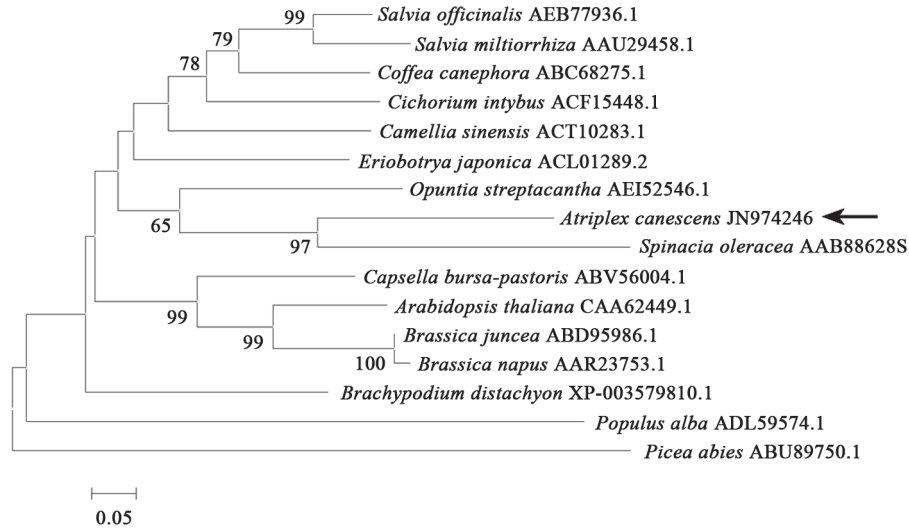 99
Salvia officinalis AEB77936.1
79
Salvia miltiorrhiza AAU29458.1
78
Coffea canephora ABC68275.1
Cichorium intybus ACF15448.1
Camellia sinensis ACT10283.1
Eriobotrya japonica ACL01289.2
Opuntia streptacantha AEI52546.1
65
Atriplex canescens JN974246
97
Spinacia oleracea AAB88628S
Capsella bursa-pastoris ABV56004.1
99
Arabidopsis thaliana CAA62449.1
99
Brassica juncea ABD95986.1
100
Brassica napus AAR23753.1
Brachypodium distachyon XP-003579810.1
Populus alba ADL59574.1
Picea abies ABU89750.1
0.05